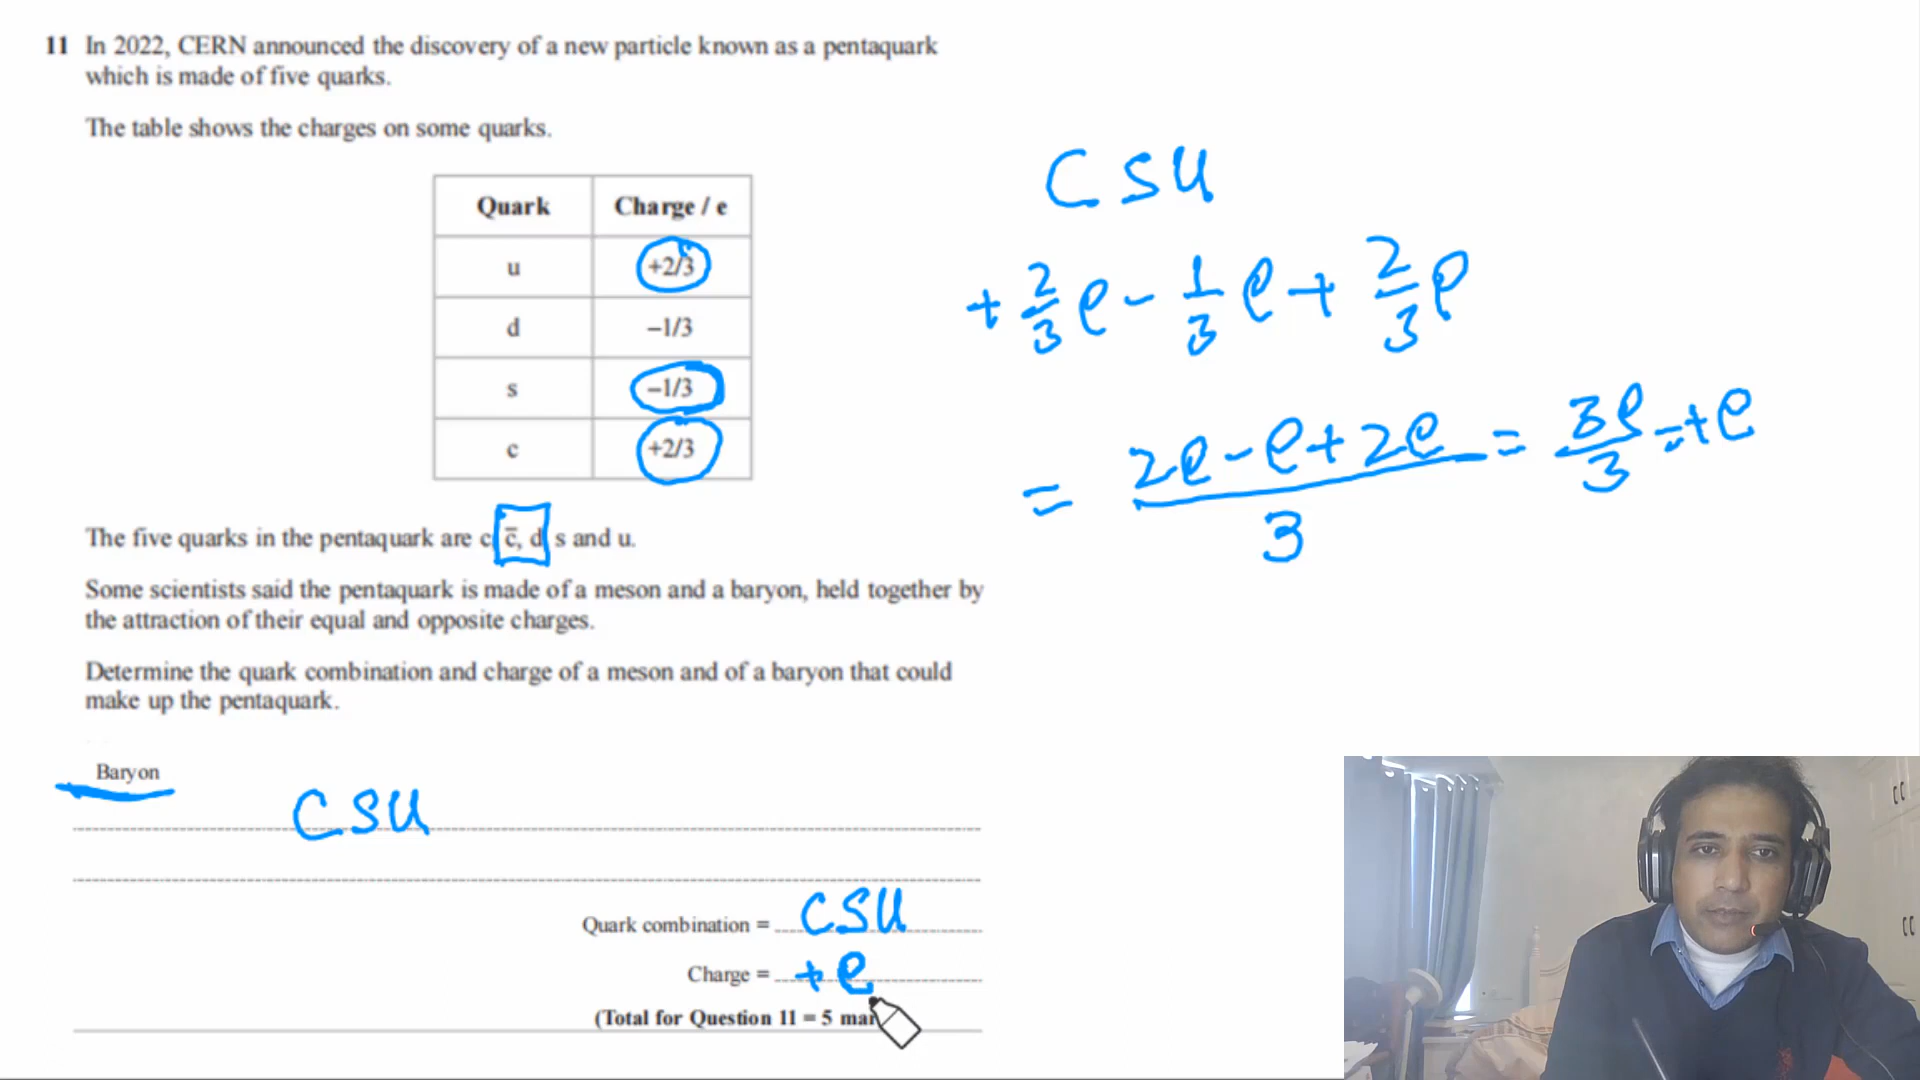 11 In 2022, CERN announced the discovery of a new particle known as a pentaquark
which is made of five quarks.
The table shows the charges on some quarks.
Quark Charge / e
u +2/3
d –1/3
s –1/3
c +2/3
The five quarks in the pentaquark are c, c̄, d, s and u.
Some scientists said the pentaquark is made of a meson and a baryon, held together by
the attraction of their equal and opposite charges.
Determine the quark combination and charge of a meson and of a baryon that could
make up the pentaquark.
Baryon
csu
Quark combination = csu
Charge = +e
(Total for Question 11 = 5 mar
csu
+2/3 e - 1/3 e + 2/3 e
= (2e - e + 2e)/3 = 3e/3 = +e